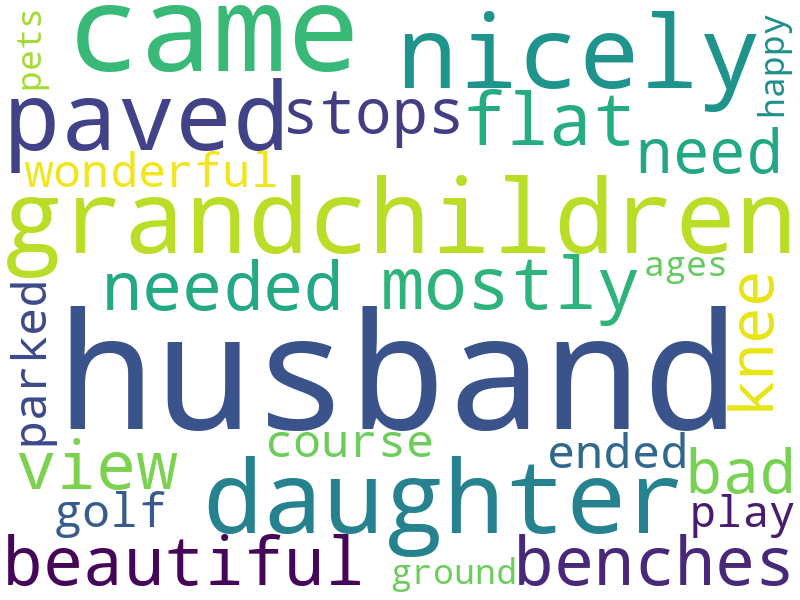 pets
came
nicely
happy
paved
stops
flat
need
wonderful
grandchildren
needed
mostly
ages
parked
husband
knee
view
course
ended
bad
golf
daughter
play
beautiful
ground
benches